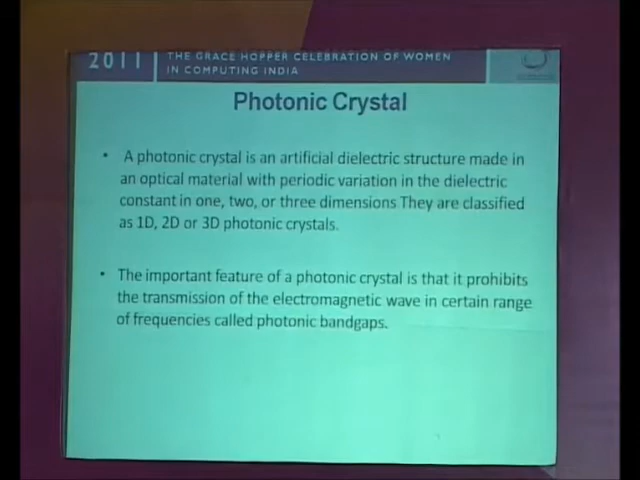 2011
THE GRACE HOPPER CELEBRATION OF WOMEN
IN COMPUTING INDIA
Photonic Crystal
• A photonic crystal is an artificial dielectric structure made in
an optical material with periodic variation in the dielectric
constant in one, two, or three dimensions They are classified
as 1D, 2D or 3D photonic crystals.
• The important feature of a photonic crystal is that it prohibits
the transmission of the electromagnetic wave in certain range
of frequencies called photonic bandgaps.